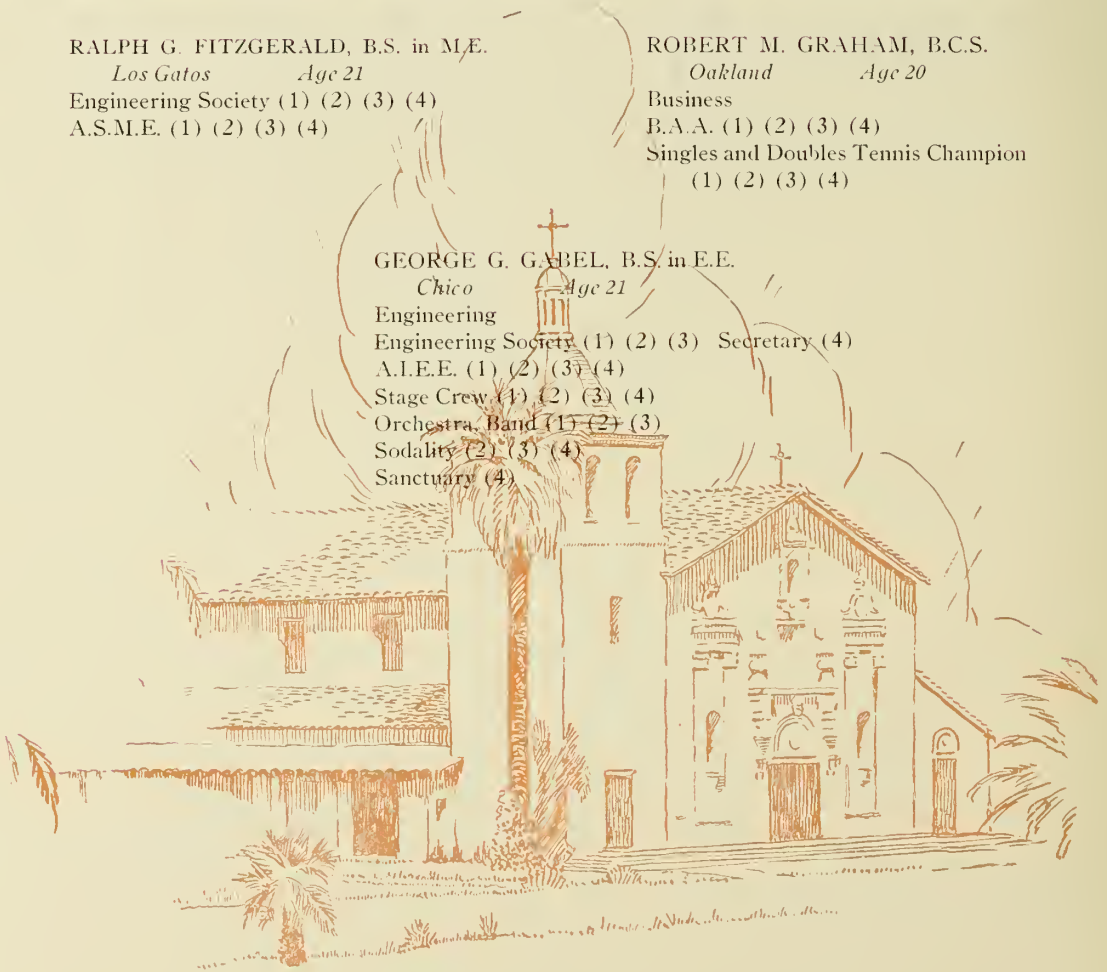 RALPH G. FITZGERALD, B.S. in M.E.
Los Gatos Age 21
Engineering Society (1) (2) (3) (4)
A.S.M.E. (1) (2) (3) (4)
ROBERT M. GRAHAM, B.C.S.
Oakland Age 20
Business
B.A.A. (1) (2) (3) (4)
Singles and Doubles Tennis Champion
(1) (2) (3) (4)
GEORGE G. GABEL, B.S. in E.E.
Chico Age 21
Engineering
Engineering Society (1) (2) (3) Secretary (4)
A.I.E.E. (1) (2) (3) (4)
Stage Crew (1) (2) (3) (4)
Orchestra, Band (1) (2) (3)
Sodality (2) (3) (4)
Sanctuary (4)